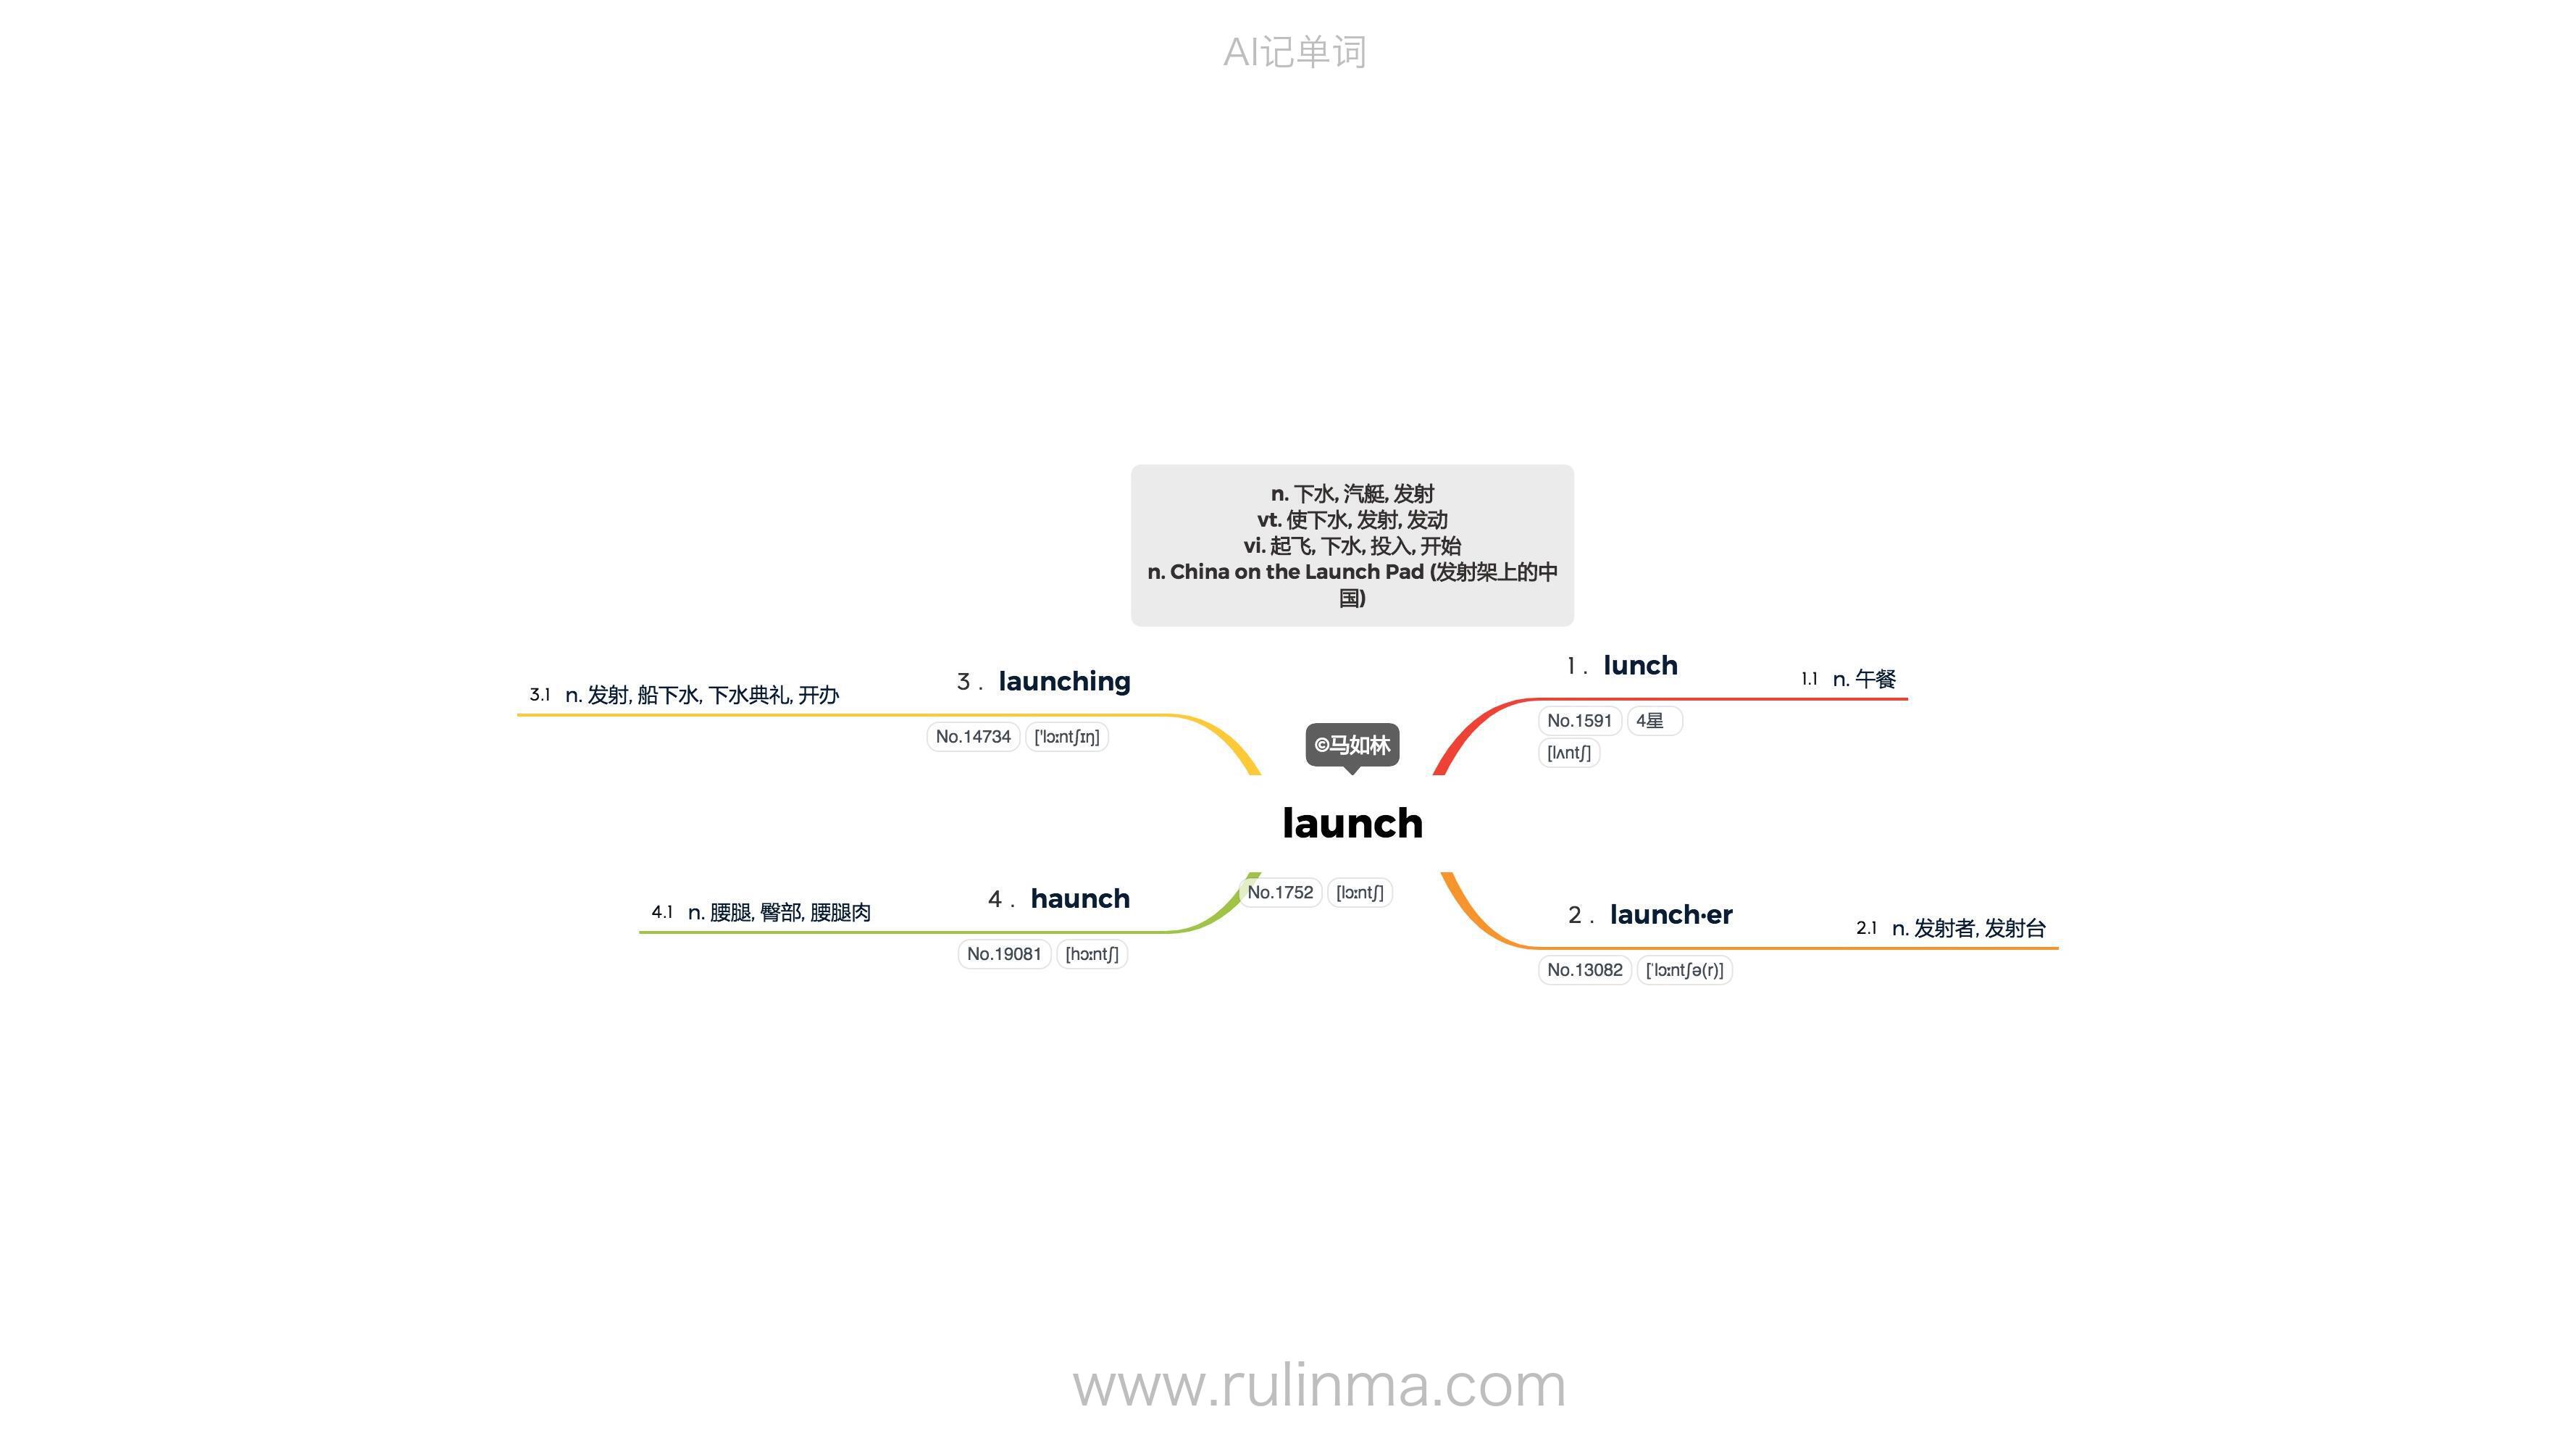 AI记单词
n. 下水, 汽艇, 发射
vt. 使下水, 发射, 发动
vi. 起飞, 下水, 投入, 开始
n. China on the Launch Pad (发射架上的中
国)
©马如林
launch
No.1752 [lɔːntʃ]
1 . lunch
1.1 n. 午餐
No.1591 4星
[lʌntʃ]
2 . launch·er
2.1 n. 发射者, 发射台
No.13082 ['lɔːntʃə(r)]
3 . launching
3.1 n. 发射, 船下水, 下水典礼, 开办
No.14734 ['lɔːntʃɪŋ]
4 . haunch
4.1 n. 腰腿, 臀部, 腰腿肉
No.19081 [hɔːntʃ]
www.rulinma.com